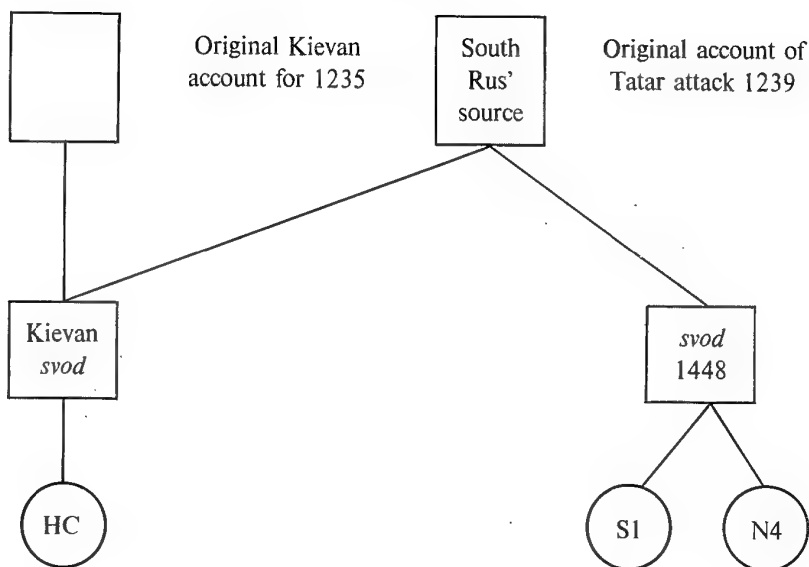 Original Kievan
account for 1235
South
Rus'
source
Original account of
Tatar attack 1239
Kievan
svod
svod
1448
HC
S1
N4